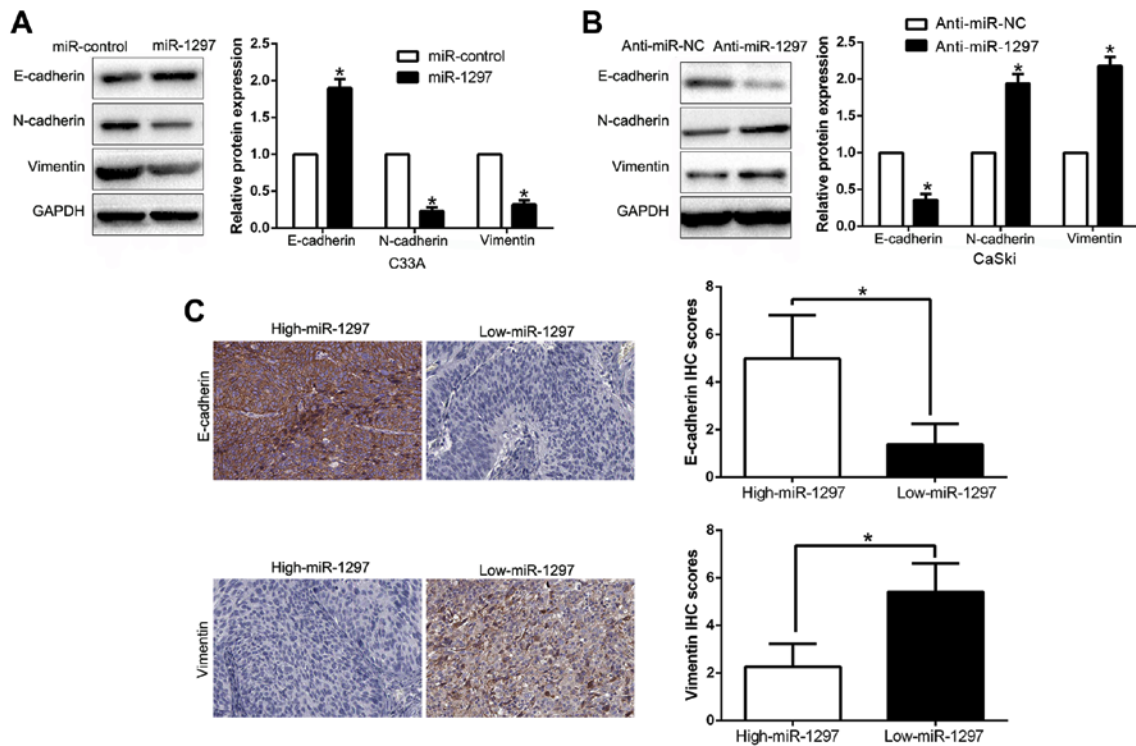 A
miR-control miR-1297
E-cadherin
N-cadherin
Vimentin
GAPDH
Relative protein expression
2.5
2.0
1.5
1.0
0.5
0.0
miR-control
miR-1297
*
*
*
E-cadherin N-cadherin Vimentin
C33A
B
Anti-miR-NC Anti-miR-1297
E-cadherin
N-cadherin
Vimentin
GAPDH
Relative protein expression
2.5
2.0
1.5
1.0
0.5
0.0
Anti-miR-NC
Anti-miR-1297
*
*
*
E-cadherin N-cadherin Vimentin
CaSki
C
High-miR-1297 Low-miR-1297
E-cadherin
E-cadherin IHC scores
8
6
4
2
0
*
High-miR-1297 Low-miR-1297
High-miR-1297 Low-miR-1297
Vimentin
Vimentin IHC scores
8
6
4
2
0
*
High-miR-1297 Low-miR-1297